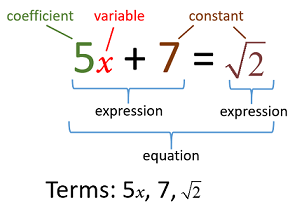 coefficient variable constant
5x + 7 = √2
expression expression
equation
Terms: 5x, 7, √2